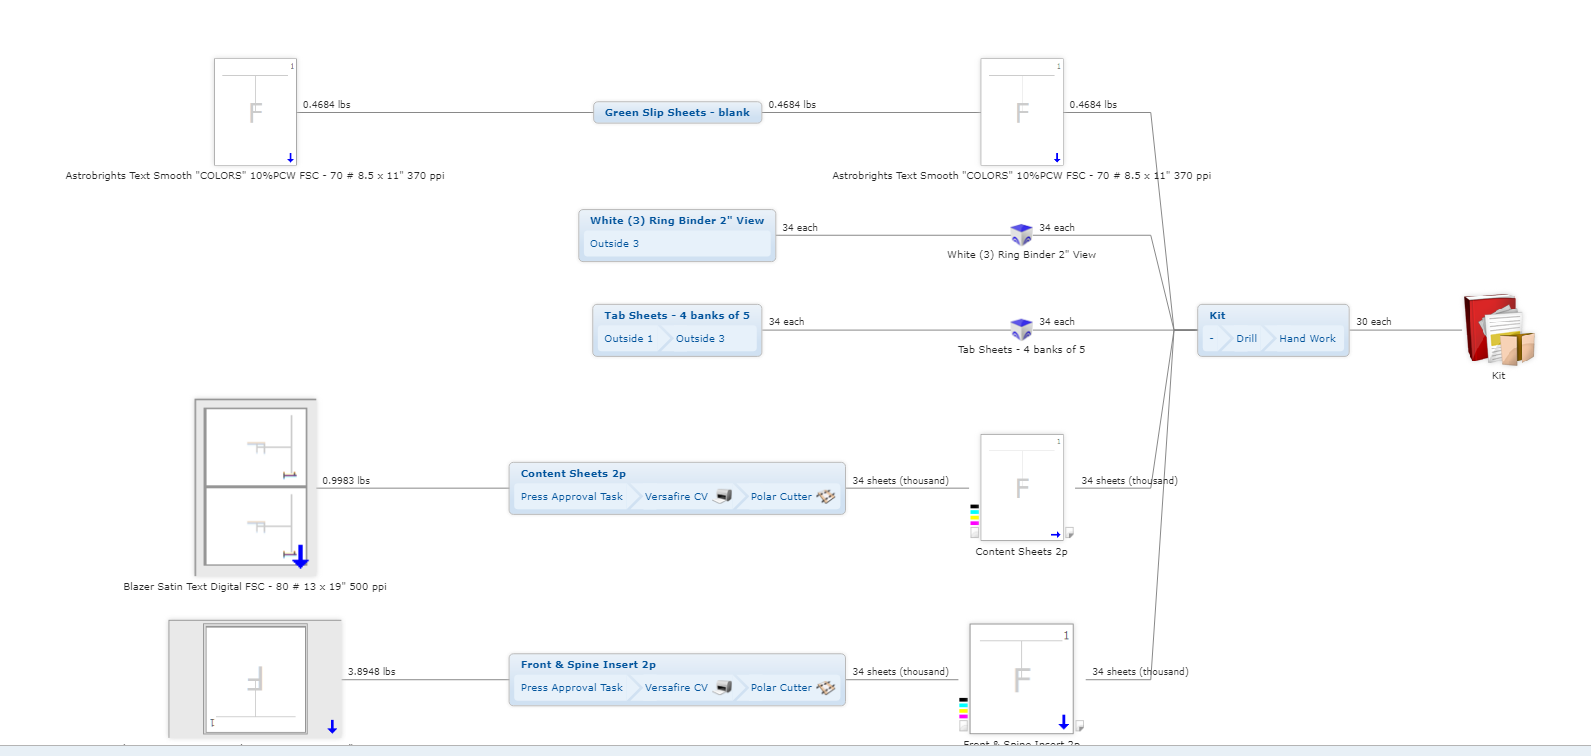 1
F
0.4684 lbs
Green Slip Sheets - blank
0.4684 lbs
1
F
0.4684 lbs
Astrobrights Text Smooth "COLORS" 10%PCW FSC - 70 # 8.5 x 11" 370 ppi
Astrobrights Text Smooth "COLORS" 10%PCW FSC - 70 # 8.5 x 11" 370 ppi
White (3) Ring Binder 2" View
Outside 3
34 each
34 each
White (3) Ring Binder 2" View
Tab Sheets - 4 banks of 5
Outside 1 Outside 3
34 each
34 each
Tab Sheets - 4 banks of 5
Kit
- Drill Hand Work
30 each
Kit
F
F
0.9983 lbs
Blazer Satin Text Digital FSC - 80 # 13 x 19" 500 ppi
Content Sheets 2p
Press Approval Task Versafire CV Polar Cutter
34 sheets (thousand)
1
F
34 sheets (thousand)
Content Sheets 2p
F
1
3.8948 lbs
Front & Spine Insert 2p
Press Approval Task Versafire CV Polar Cutter
34 sheets (thousand)
1
F
34 sheets (thousand)
Front & Spine Insert 2p